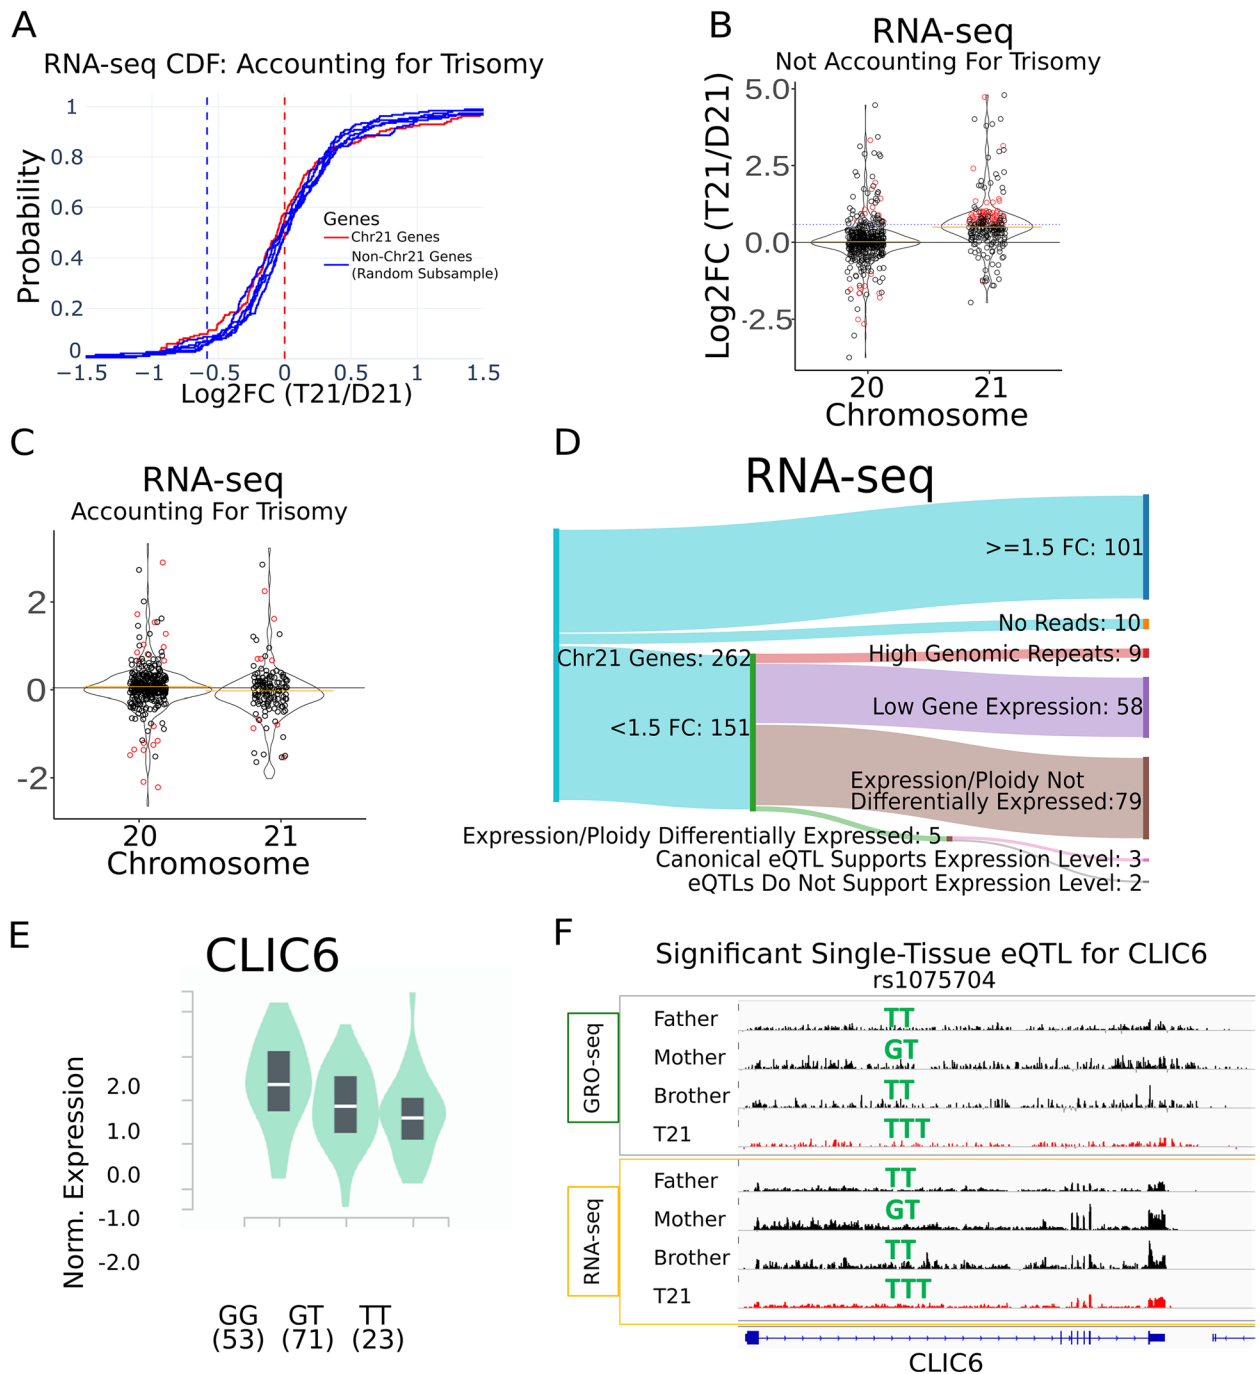 A
RNA-seq CDF: Accounting for Trisomy
Probability
1
0.8
0.6
0.4
0.2
0
−1.5
−1
−0.5
0
0.5
1
1.5
Log2FC (T21/D21)
Genes
Chr21 Genes
Non-Chr21 Genes
(Random Subsample)
B
RNA-seq
Not Accounting For Trisomy
Log2FC (T21/D21)
5.0
2.5
0.0
-2.5
20
21
Chromosome
C
RNA-seq
Accounting For Trisomy
2
0
-2
20
21
Chromosome
D
RNA-seq
>=1.5 FC: 101
No Reads: 10
Chr21 Genes: 262
High Genomic Repeats: 9
Low Gene Expression: 58
<1.5 FC: 151
Expression/Ploidy Not
Differentially Expressed:79
Expression/Ploidy Differentially Expressed: 5
Canonical eQTL Supports Expression Level: 3
eQTLs Do Not Support Expression Level: 2
E
CLIC6
Norm. Expression
2.0
1.0
0.0
-1.0
-2.0
GG GT TT
(53) (71) (23)
F
Significant Single-Tissue eQTL for CLIC6
rs1075704
GRO-seq
Father TT
Mother GT
Brother TT
T21 TTT
RNA-seq
Father TT
Mother GT
Brother TT
T21 TTT
CLIC6